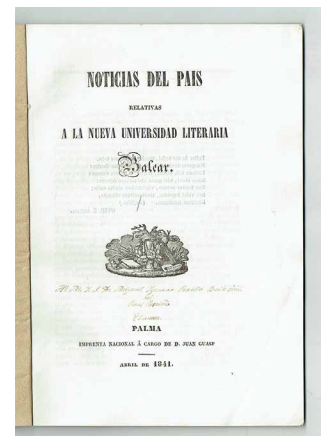 NOTICIAS DEL PAIS
RELATIVAS
A LA NUEVA UNIVERSIDAD LITERARIA
Balear.
PALMA
IMPRENTA NACIONAL Á CARGO DE D. JUAN GUASP
ABRIL DE 1841.